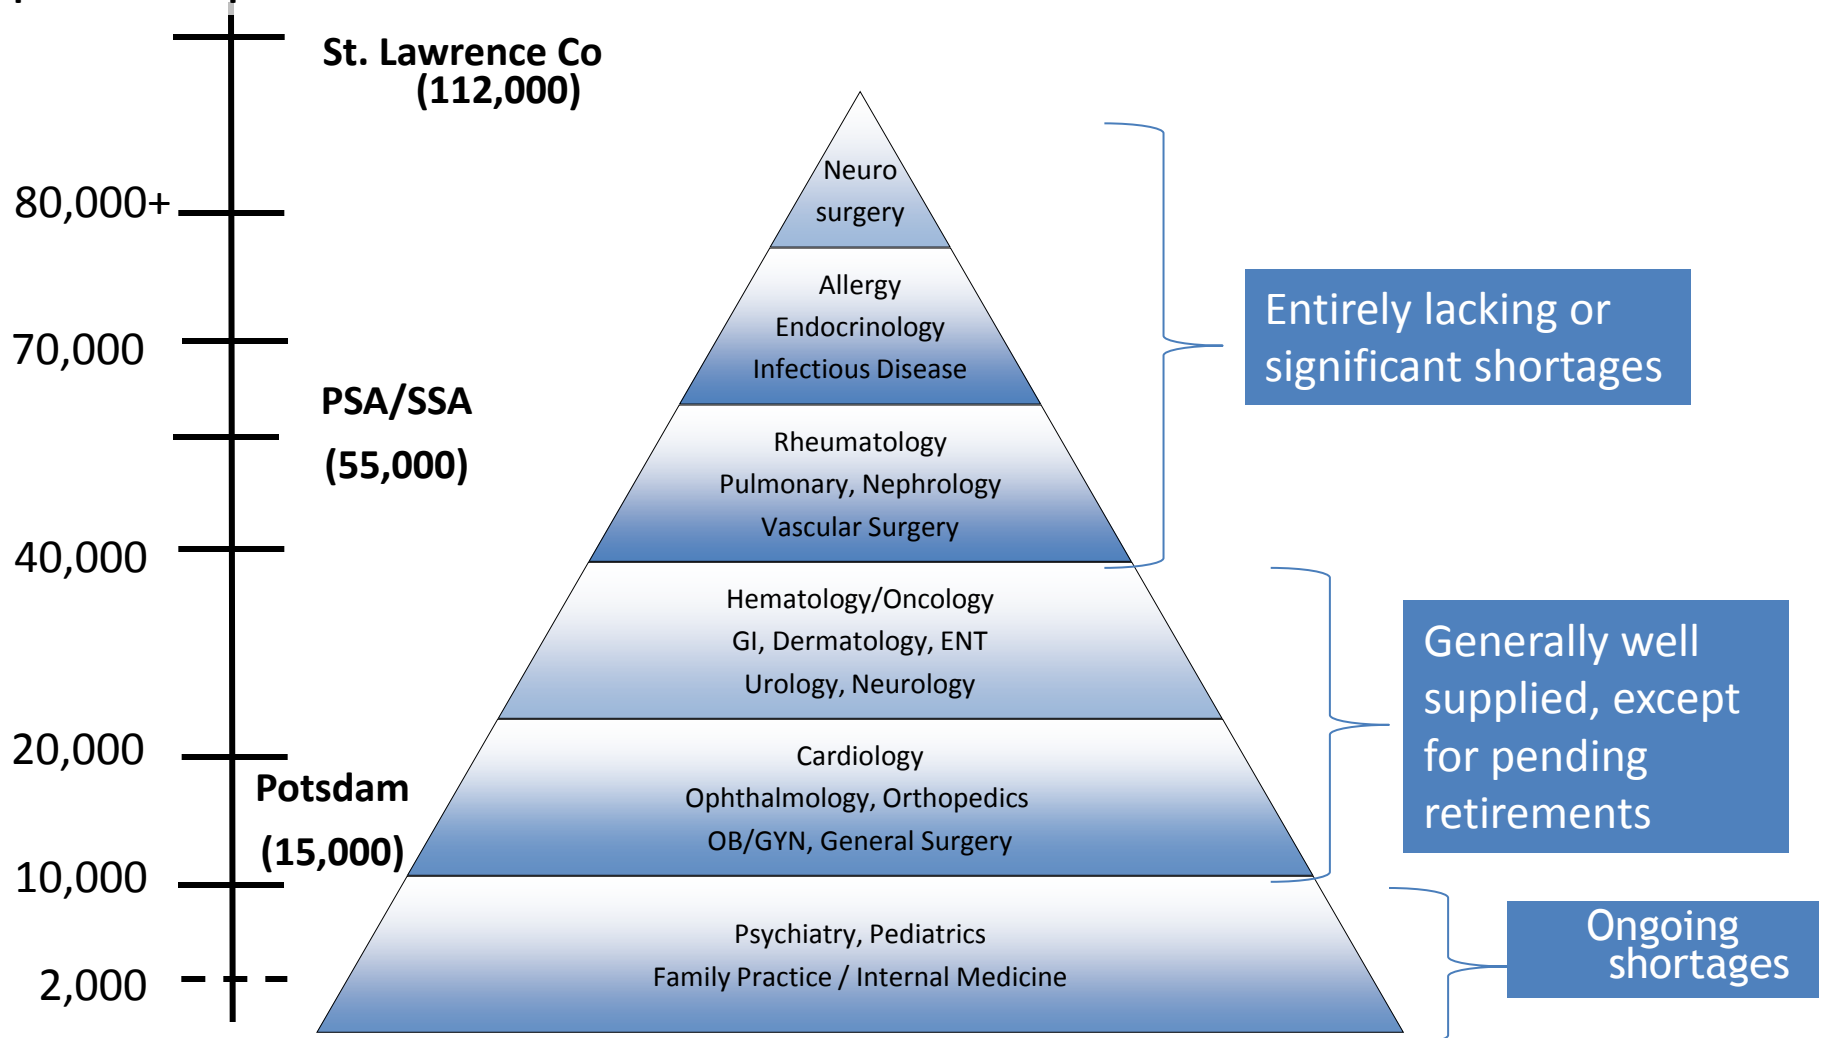 St. Lawrence Co
(112,000)
80,000+
70,000
PSA/SSA
(55,000)
40,000
20,000
Potsdam
(15,000)
10,000
2,000
Neuro
surgery
Allergy
Endocrinology
Infectious Disease
Rheumatology
Pulmonary, Nephrology
Vascular Surgery
Hematology/Oncology
GI, Dermatology, ENT
Urology, Neurology
Cardiology
Ophthalmology, Orthopedics
OB/GYN, General Surgery
Psychiatry, Pediatrics
Family Practice / Internal Medicine
Entirely lacking or
significant shortages
Generally well
supplied, except
for pending
retirements
Ongoing
shortages